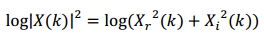 log|X(k)|² = log(Xᵣ²(k) + Xᵢ²(k))